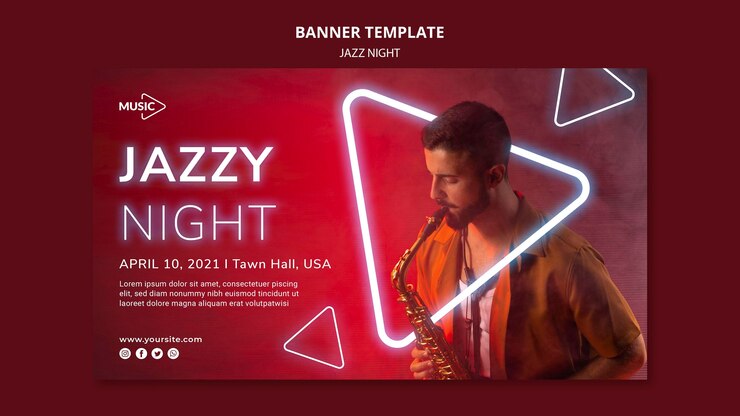 BANNER TEMPLATE
JAZZ NIGHT
MUSIC
JAZZY
NIGHT
APRIL 10, 2021 I Tawn Hall, USA
Lorem ipsum dolor sit amet, consectetuer piscing
elit, sed diam nonummy nibh euismod tincidunt ut
laoreet dolore magna aliquam erat volutpatwisi
www.yoursite.com